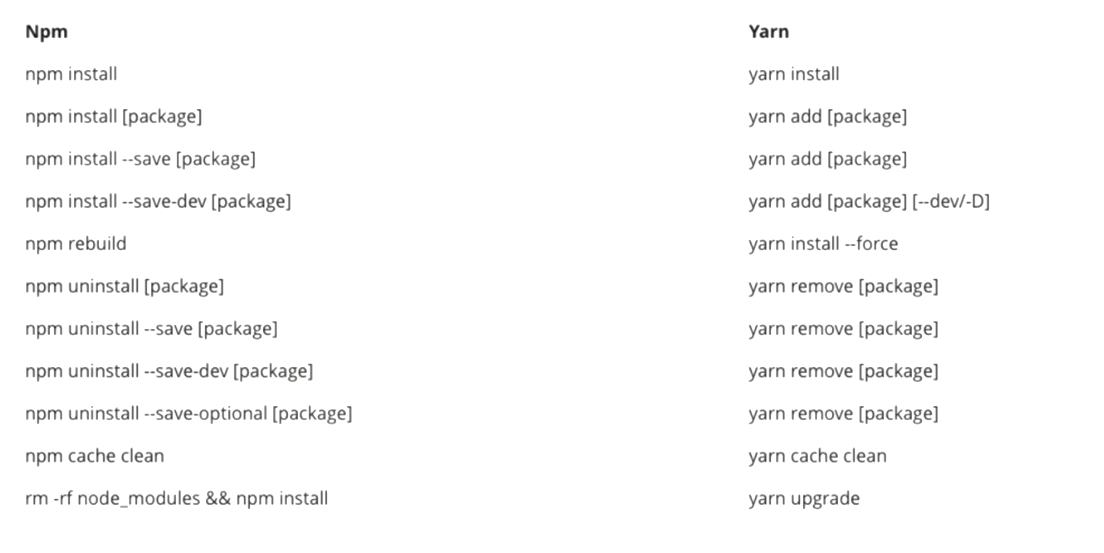 Npm Yarn
npm install yarn install
npm install [package] yarn add [package]
npm install --save [package] yarn add [package]
npm install --save-dev [package] yarn add [package] [--dev/-D]
npm rebuild yarn install --force
npm uninstall [package] yarn remove [package]
npm uninstall --save [package] yarn remove [package]
npm uninstall --save-dev [package] yarn remove [package]
npm uninstall --save-optional [package] yarn remove [package]
npm cache clean yarn cache clean
rm -rf node_modules && npm install yarn upgrade